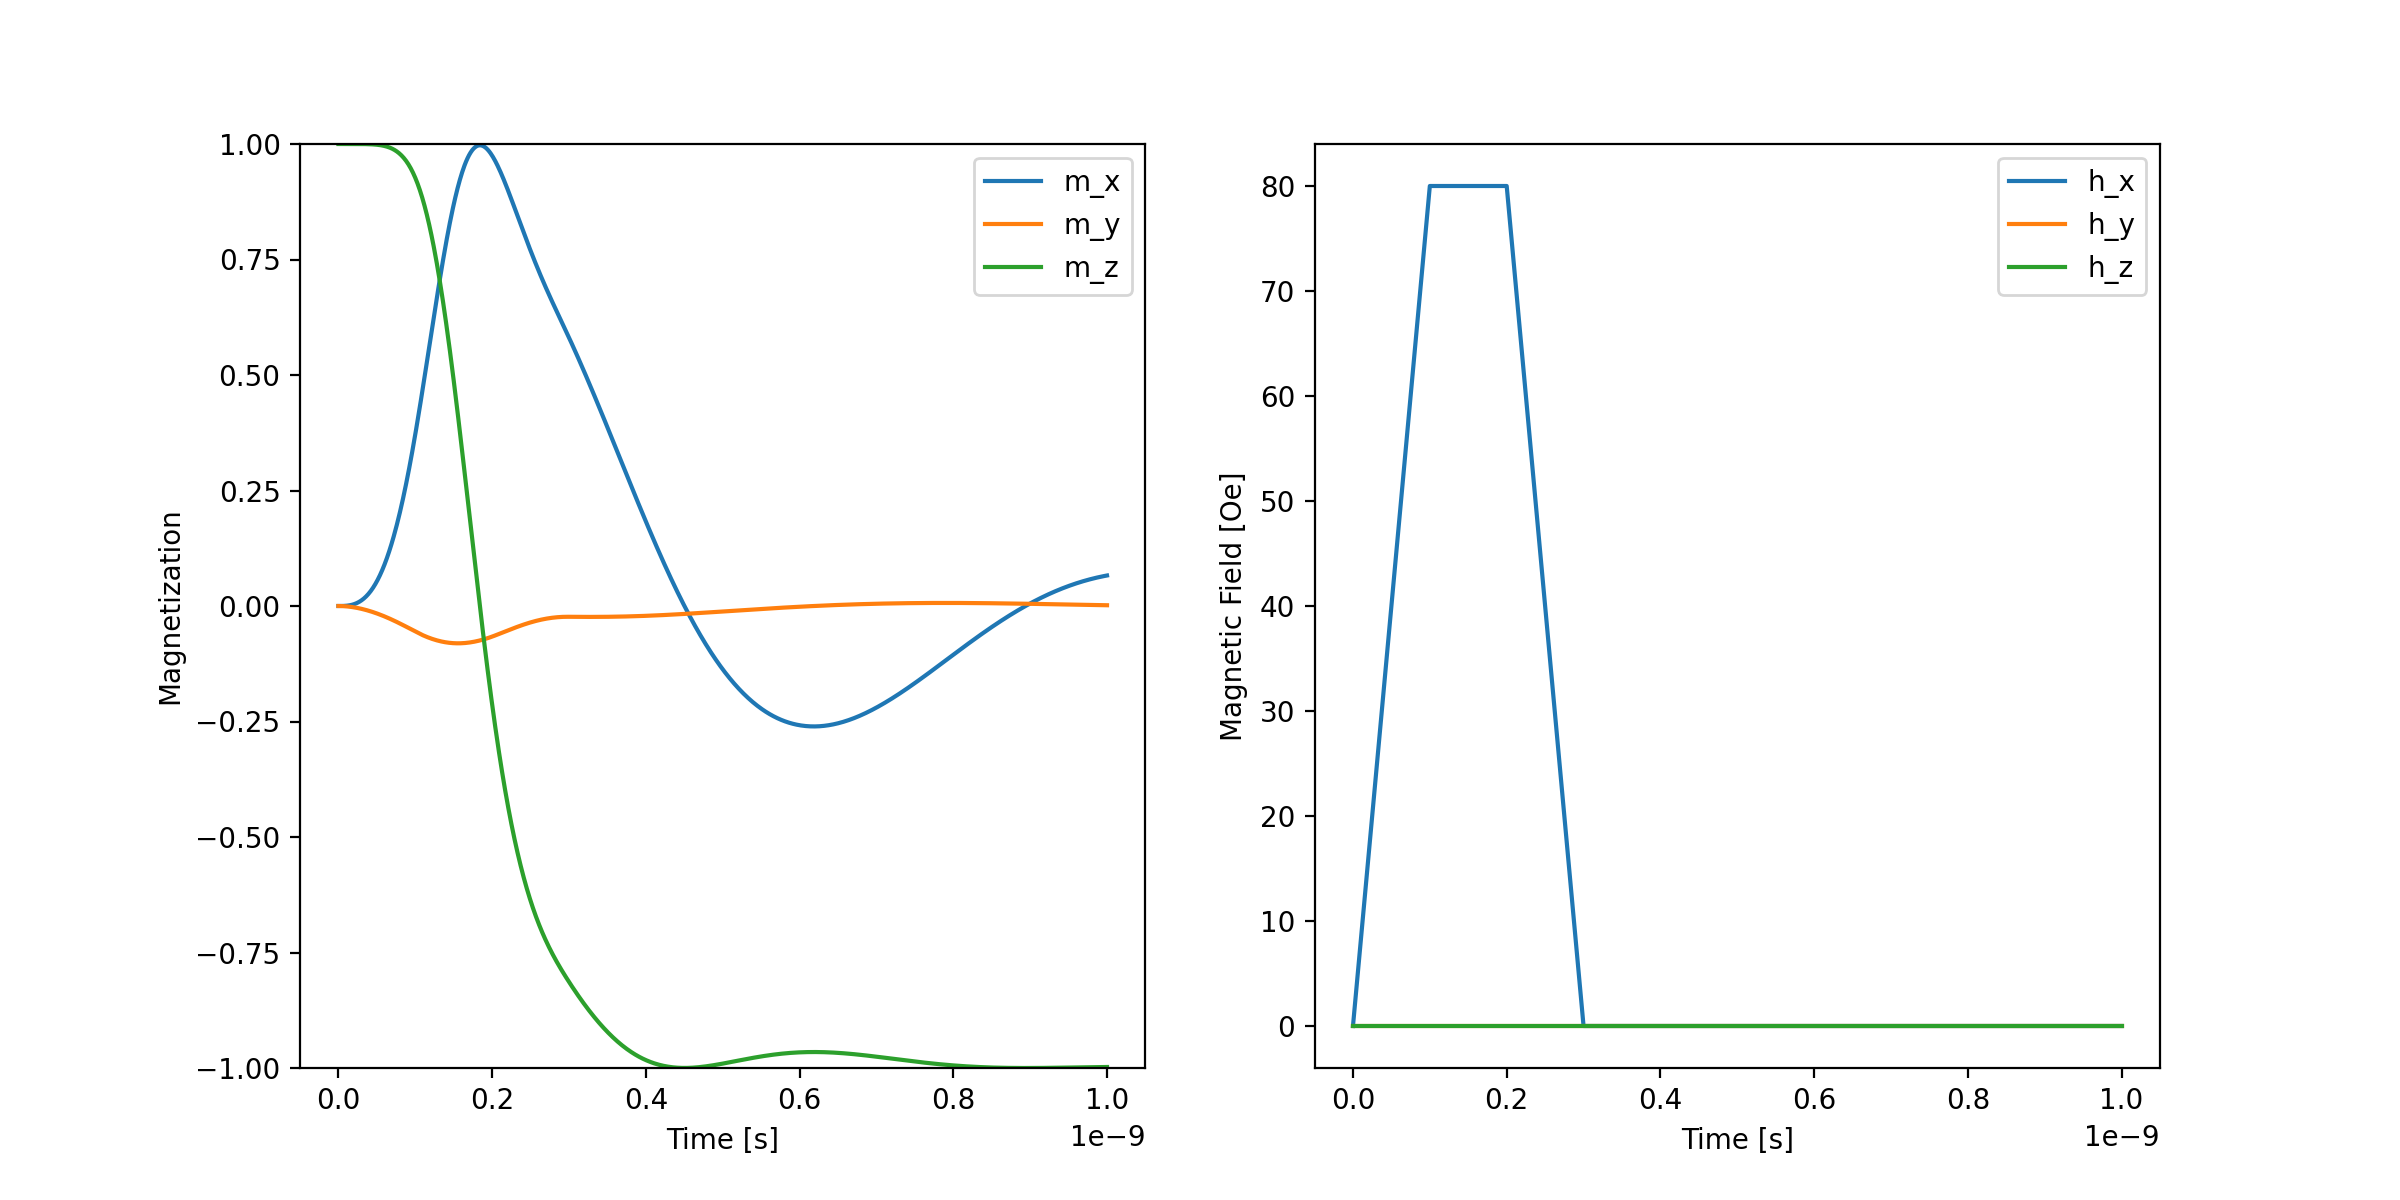 1.00
0.75
0.50
0.25
0.00
−0.25
−0.50
−0.75
−1.00
Magnetization
0.0 0.2 0.4 0.6 0.8 1.0
Time [s]
1e−9
m_x
m_y
m_z
80
70
60
50
40
30
20
10
0
Magnetic Field [Oe]
0.0 0.2 0.4 0.6 0.8 1.0
Time [s]
1e−9
h_x
h_y
h_z